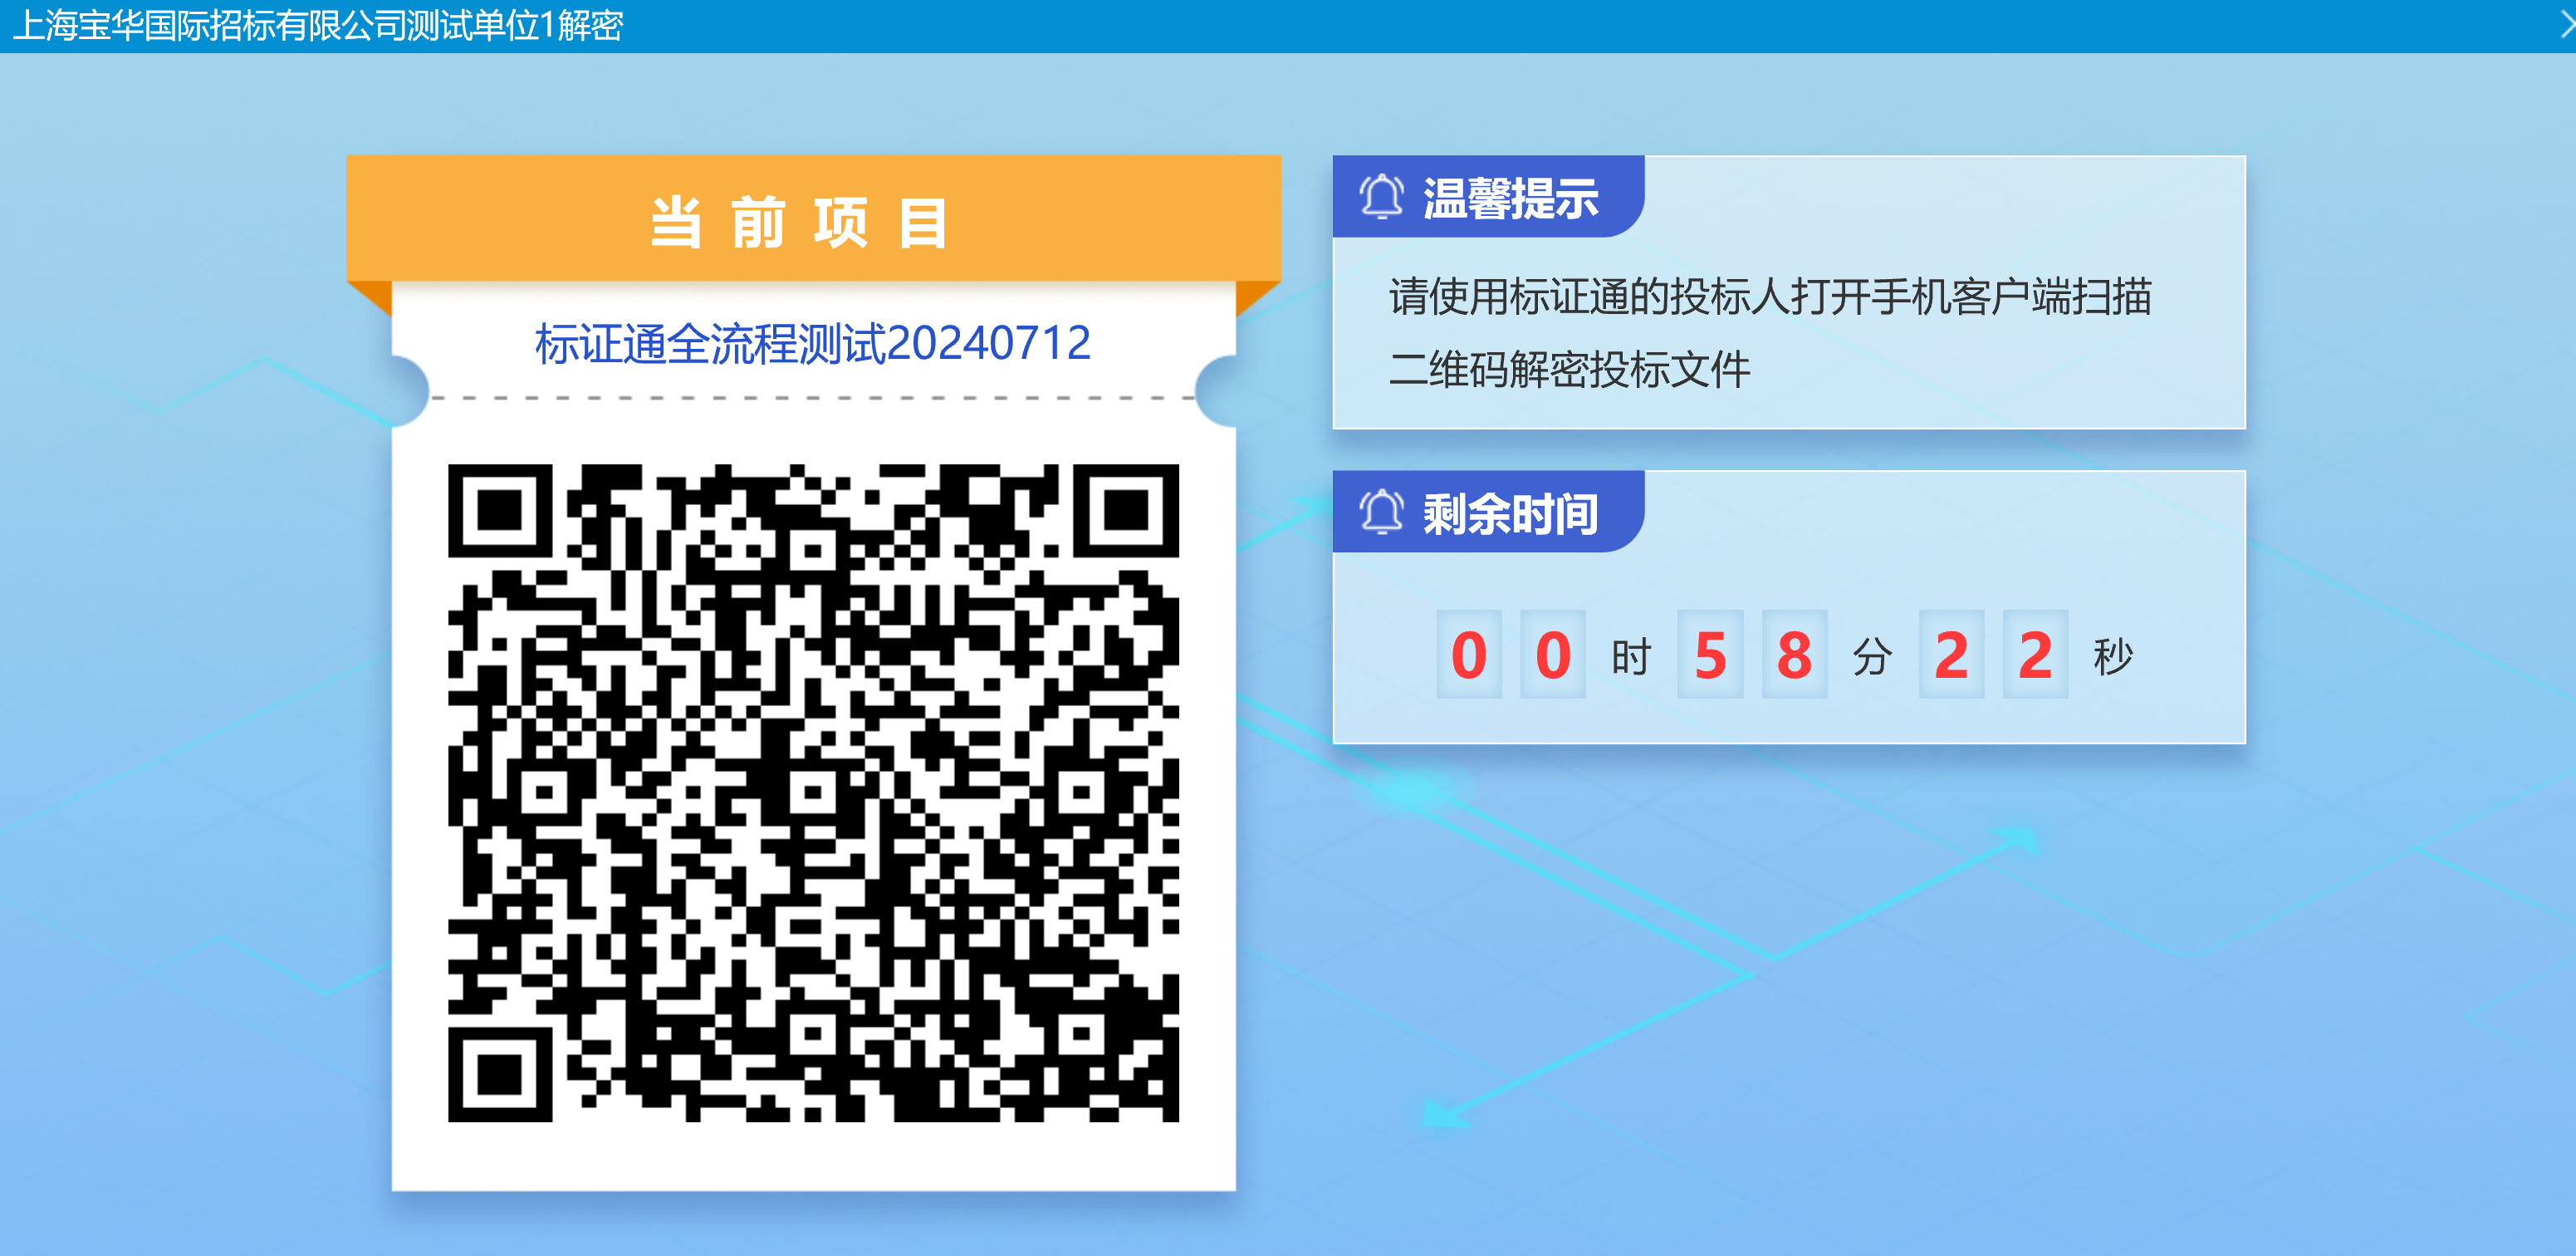 上海宝华国际招标有限公司测试单位1解密
当前项目
标证通全流程测试20240712
温馨提示
请使用标证通的投标人打开手机客户端扫描
二维码解密投标文件
剩余时间
00时58分22秒